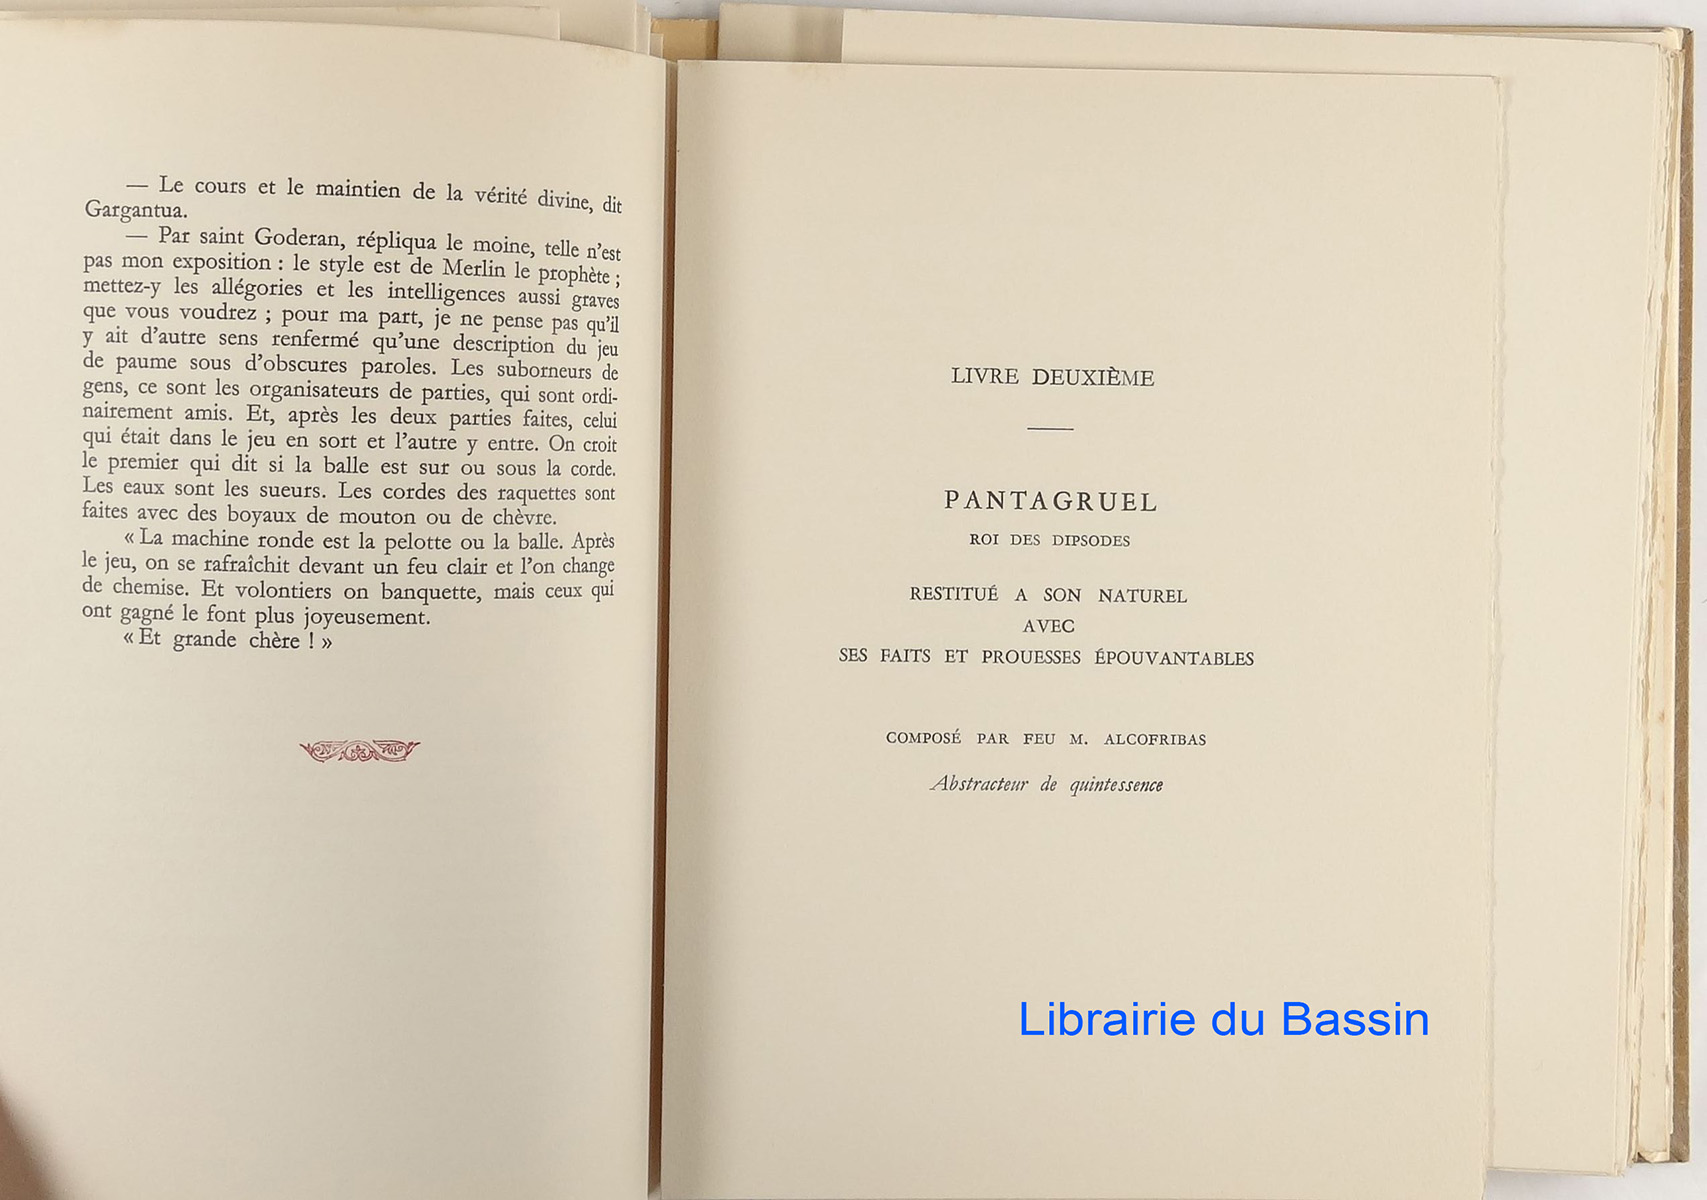 — Le cours et le maintien de la vérité divine, dit
Gargantua.
— Par saint Goderan, répliqua le moine, telle n'est
pas mon exposition : le style est de Merlin le prophète ;
mettez-y les allégories et les intelligences aussi graves
que vous voudrez ; pour ma part, je ne pense pas qu'il
y ait d'autre sens renfermé qu'une description du jeu
de paume sous d'obscures paroles. Les suborneurs de
gens, ce sont les organisateurs de parties, qui sont ordi-
nairement amis. Et, après les deux parties faites, celui
qui était dans le jeu en sort et l'autre y entre. On croit
le premier qui dit si la balle est sur ou sous la corde.
Les eaux sont les sueurs. Les cordes des raquettes sont
faites avec des boyaux de mouton ou de chèvre.
« La machine ronde est la pelotte ou la balle. Après
le jeu, on se rafraîchit devant un feu clair et l'on change
de chemise. Et volontiers on banquette, mais ceux qui
ont gagné le font plus joyeusement.
« Et grande chère ! »
LIVRE DEUXIÈME
PANTAGRUEL
ROI DES DIPSODES
RESTITUÉ A SON NATUREL
AVEC
SES FAITS ET PROUESSES ÉPOUVANTABLES
COMPOSÉ PAR FEU M. ALCOFRIBAS
Abstracteur de quintessence
Librairie du Bassin